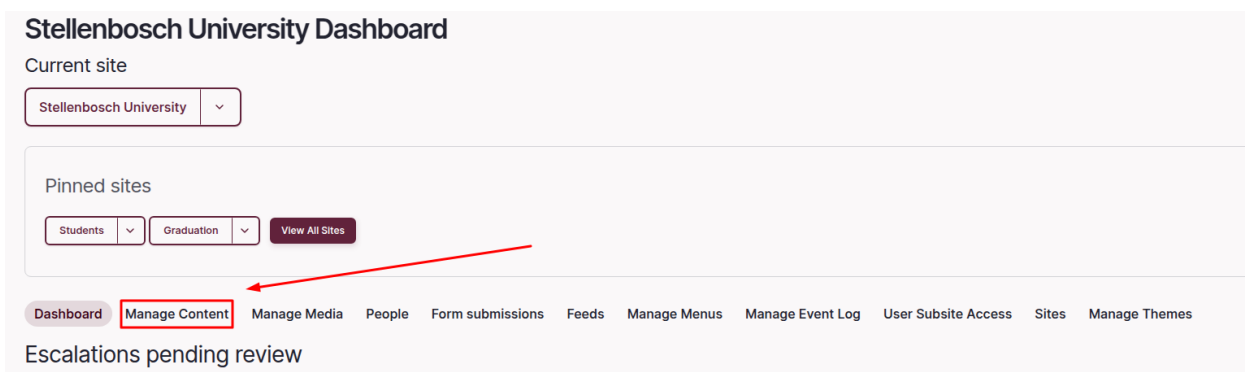 Stellenbosch University Dashboard
Current site
Stellenbosch University
Pinned sites
Students Graduation View All Sites
Dashboard Manage Content Manage Media People Form submissions Feeds Manage Menus Manage Event Log User Subsite Access Sites Manage Themes
Escalations pending review